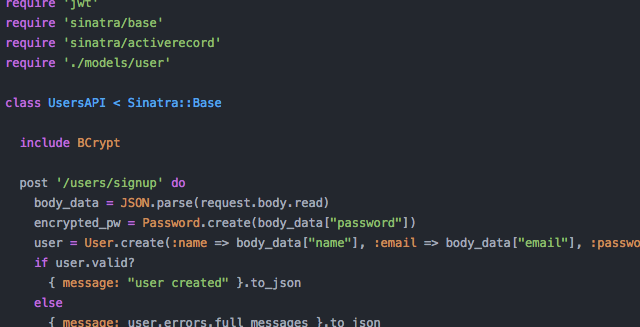 require 'jwt'
require 'sinatra/base'
require 'sinatra/activerecord'
require './models/user'
class UsersAPI < Sinatra::Base
include BCrypt
post '/users/signup' do
body_data = JSON.parse(request.body.read)
encrypted_pw = Password.create(body_data["password"])
user = User.create(:name => body_data["name"], :email => body_data["email"], :passwo
if user.valid?
{ message: "user created" }.to_json
else
{ message: user.errors.full_messages }.to_json